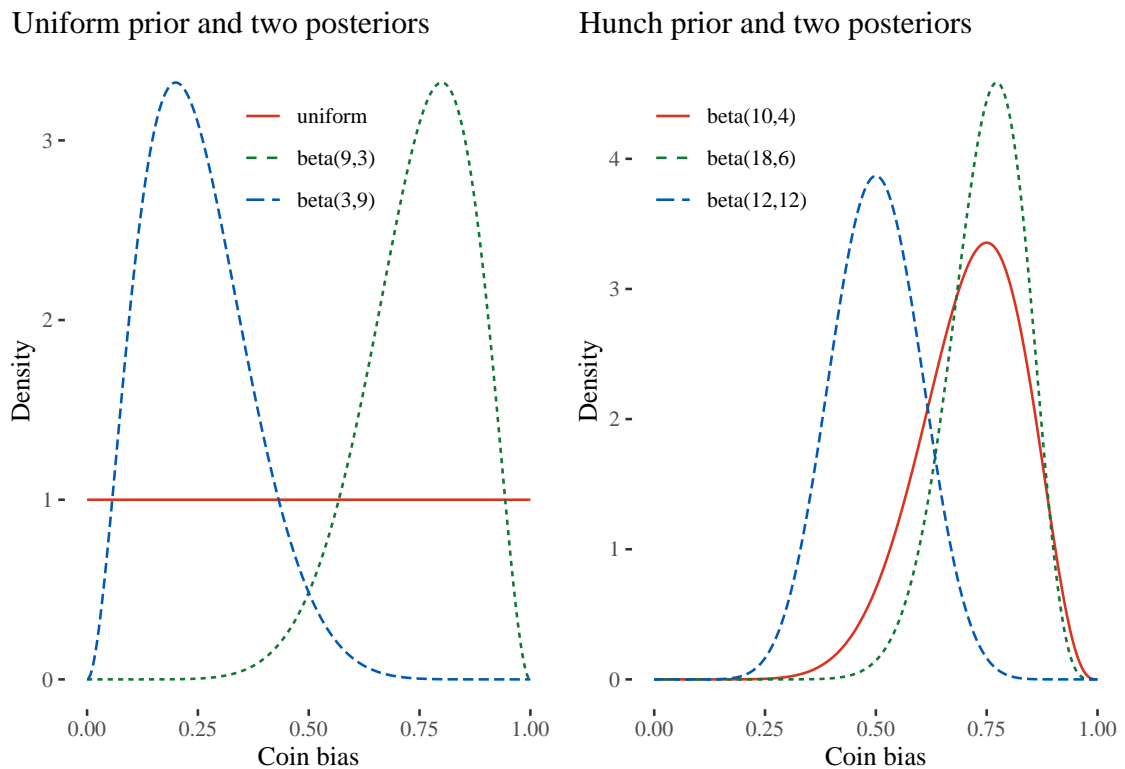 Uniform prior and two posteriors
Density
3
2
1
0
uniform
beta(9,3)
beta(3,9)
0.00 0.25 0.50 0.75 1.00
Coin bias
Hunch prior and two posteriors
Density
4
3
2
1
0
beta(10,4)
beta(18,6)
beta(12,12)
0.00 0.25 0.50 0.75 1.00
Coin bias